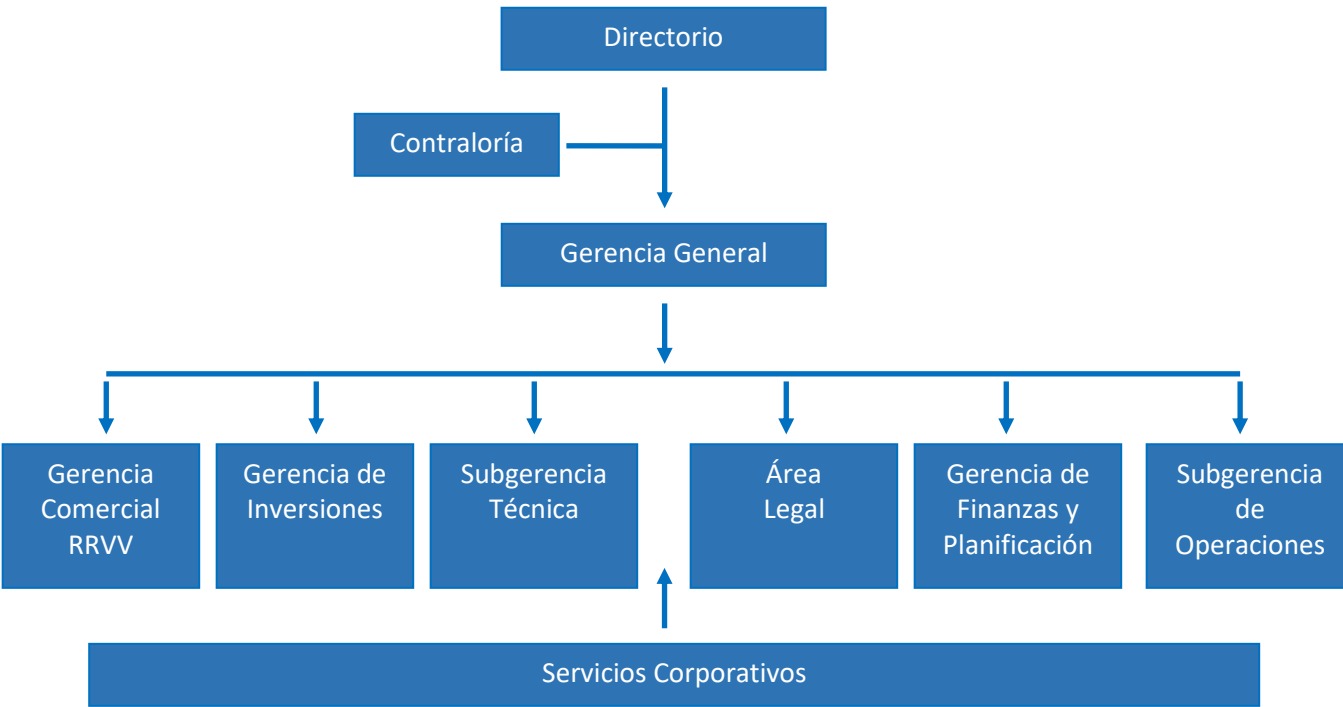 Directorio
Contraloría
Gerencia General
Gerencia
Comercial
RRVV
Gerencia de
Inversiones
Subgerencia
Técnica
Área
Legal
Gerencia de
Finanzas y
Planificación
Subgerencia
de
Operaciones
Servicios Corporativos